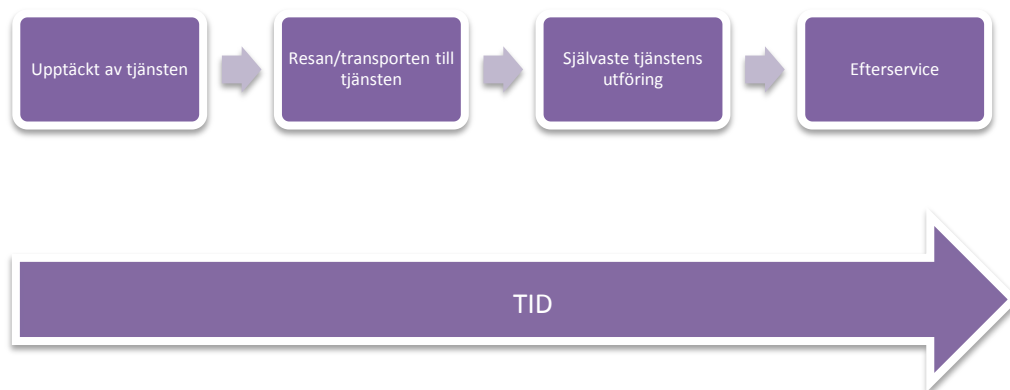 Upptäckt av tjänsten
Resan/transporten till
tjänsten
Självaste tjänstens
utföring
Efterservice
TID